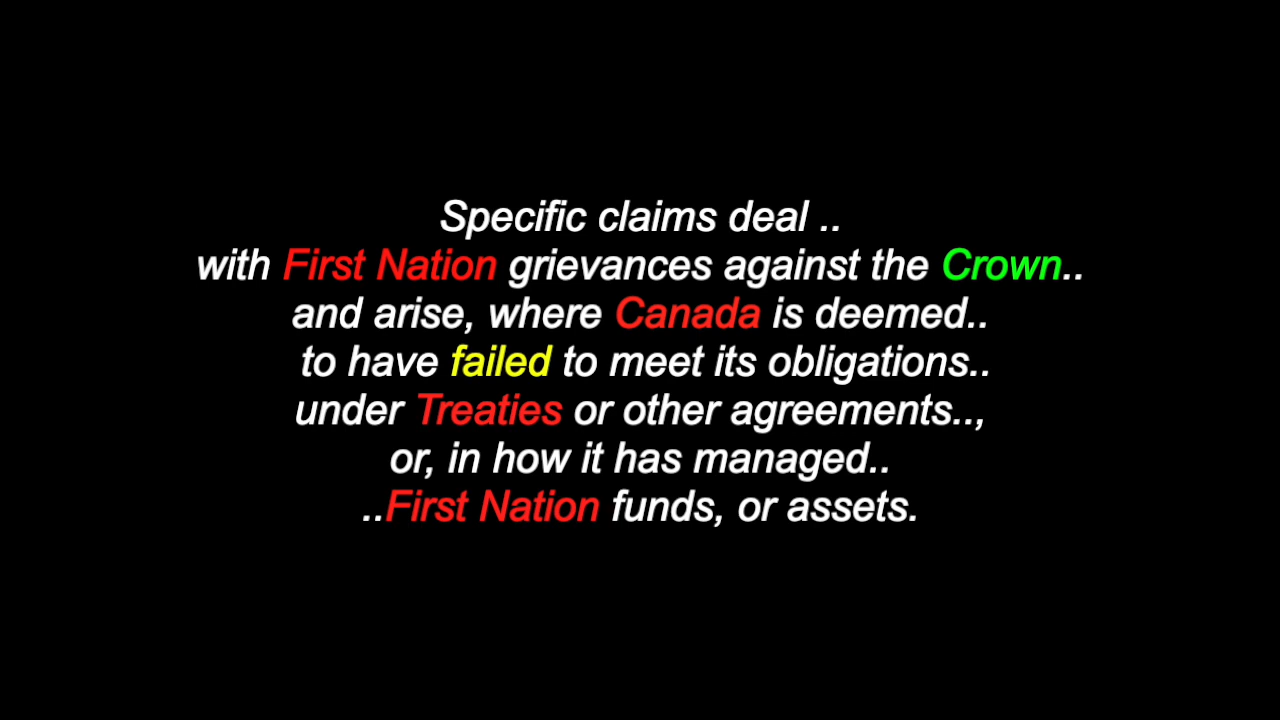 Specific claims deal ..
with First Nation grievances against the Crown..
and arise, where Canada is deemed..
to have failed to meet its obligations..
under Treaties or other agreements..,
or, in how it has managed..
..First Nation funds, or assets.